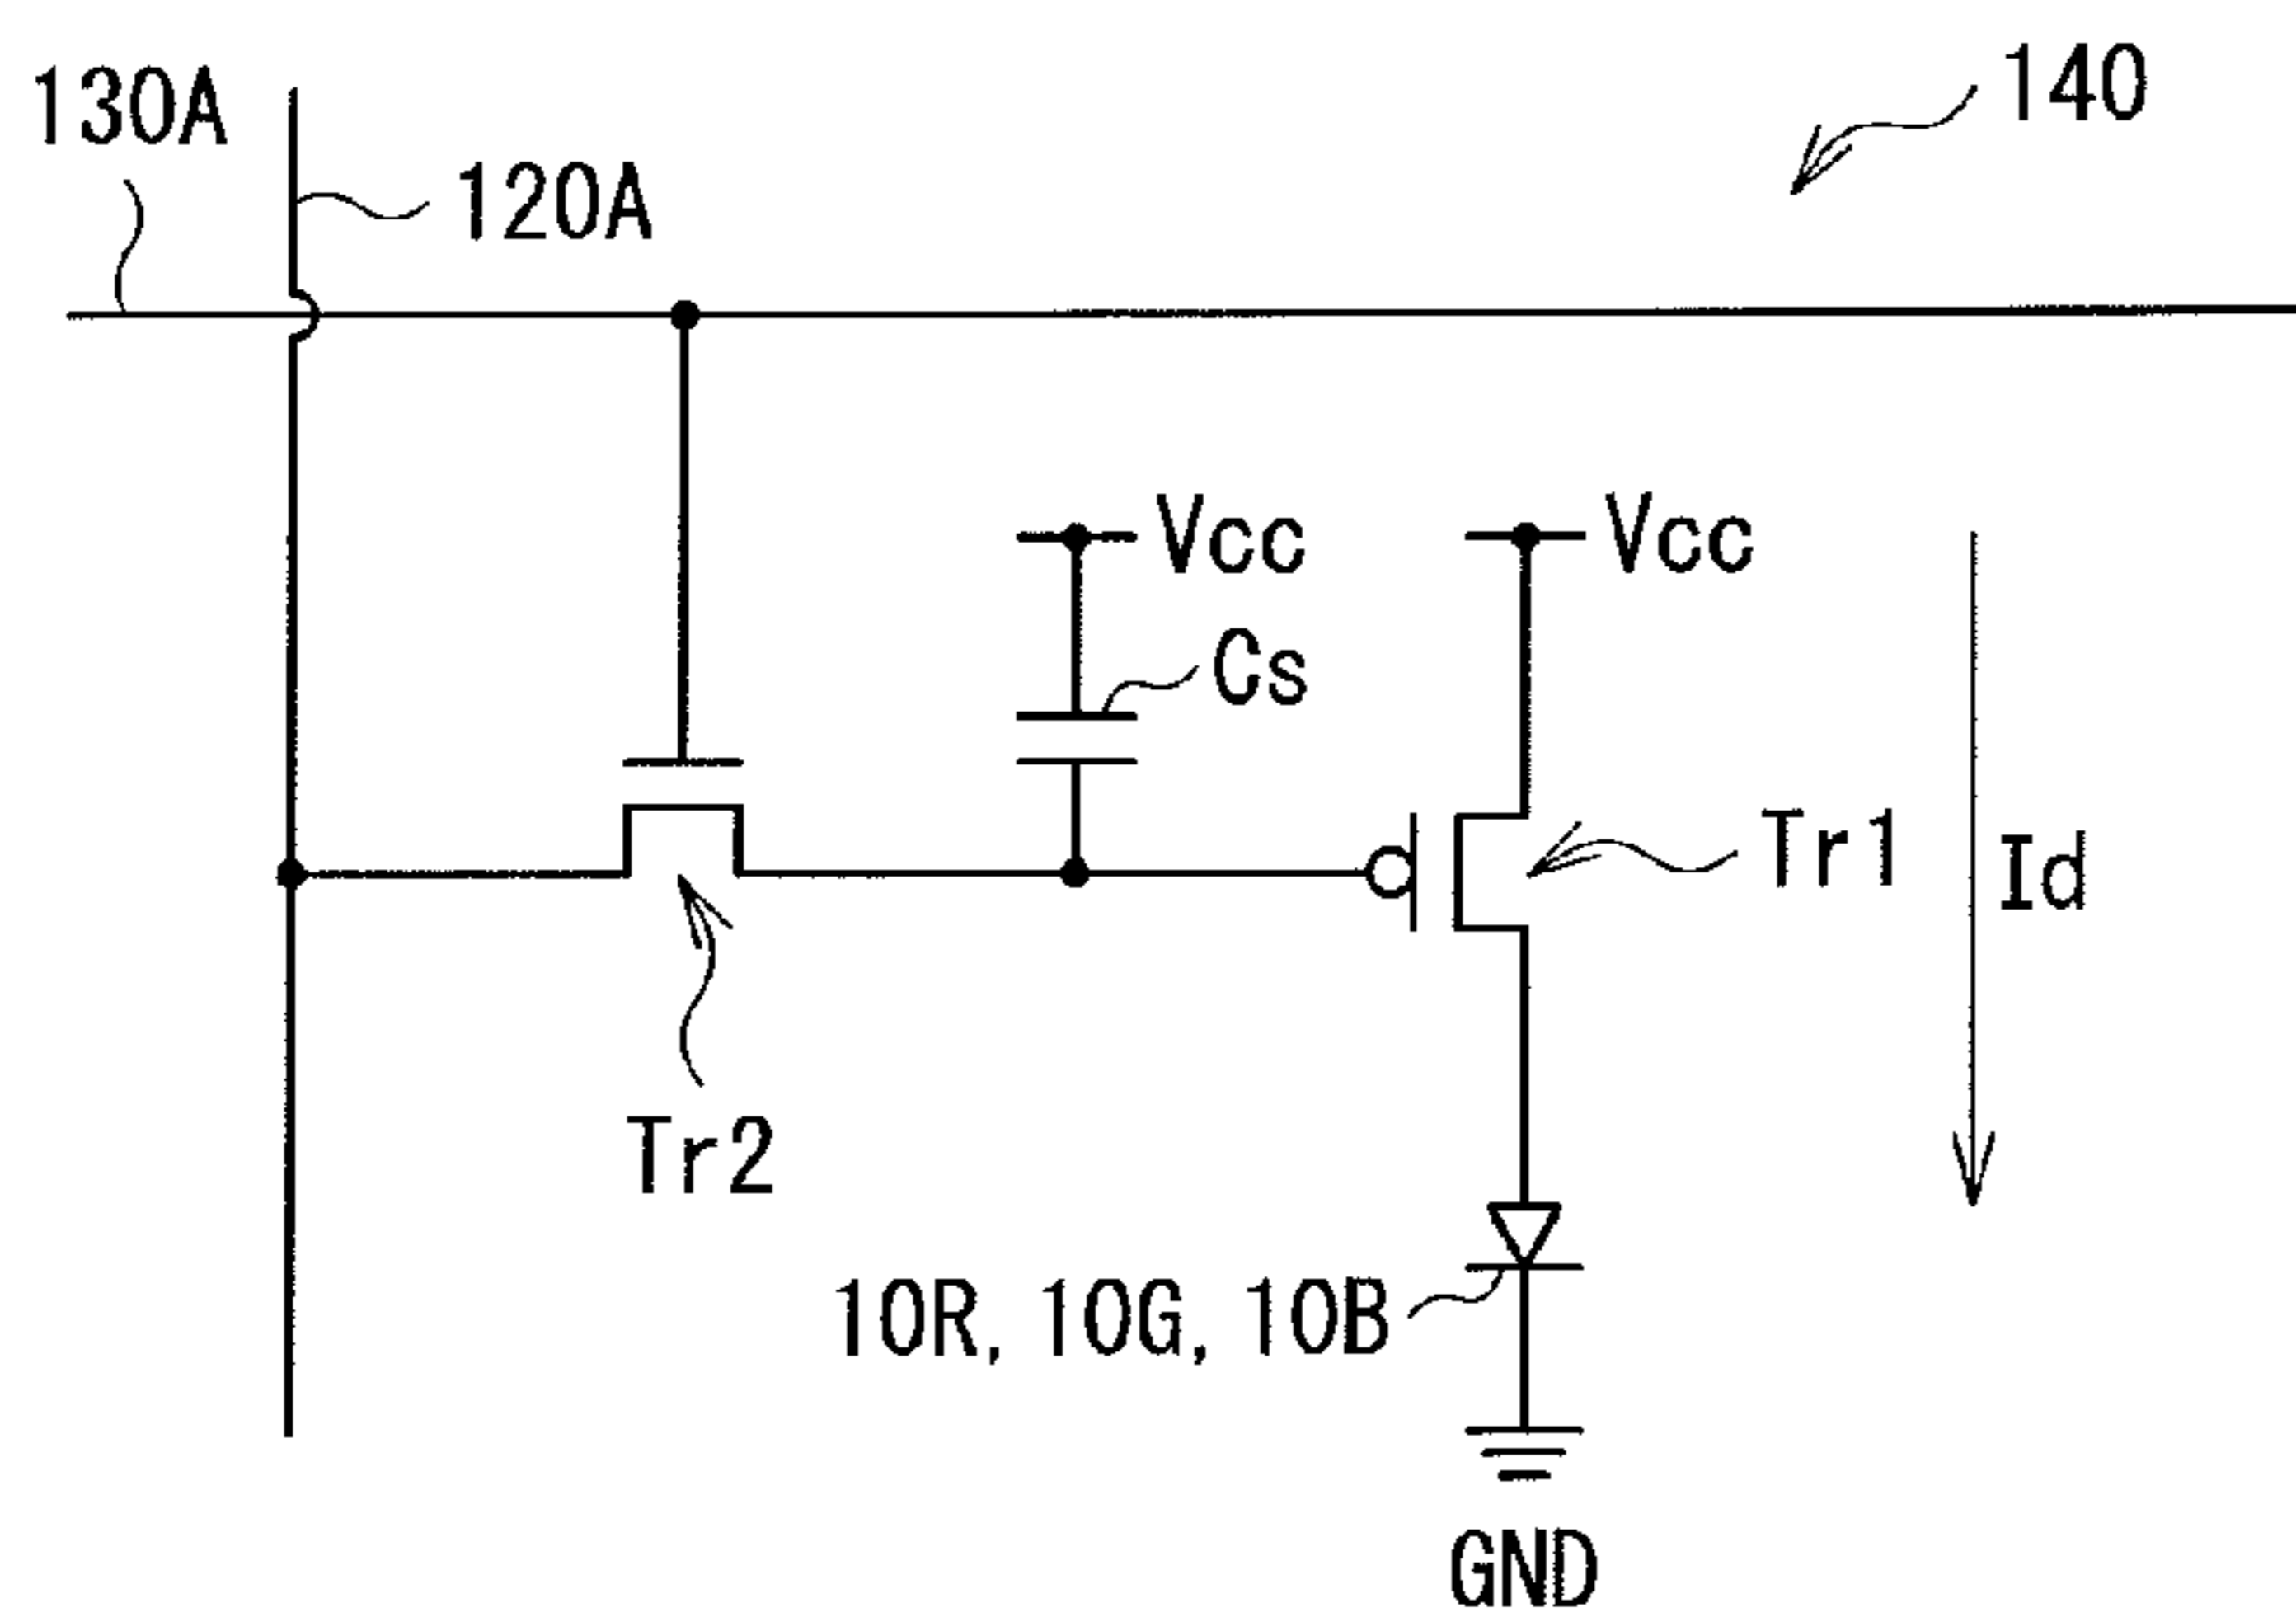 130A
140
120A
Vcc
Vcc
Cs
Tr1
Id
Tr2
10R, 10G, 10B
GND